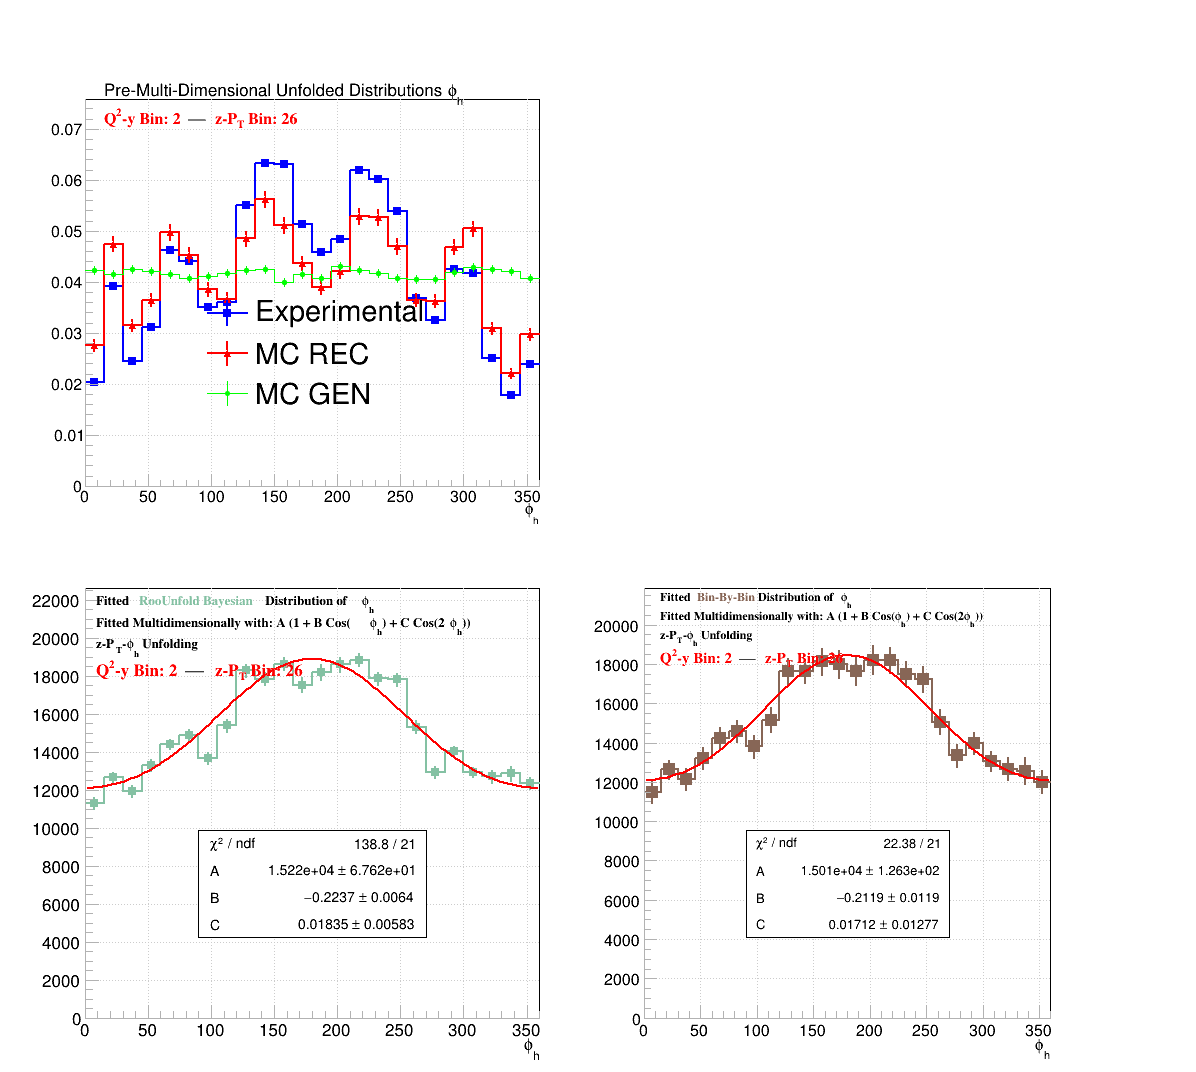 Pre-Multi-Dimensional Unfolded Distributions ϕh
Q²-y Bin: 2 — z-PT Bin: 26
0.07
0.06
0.05
0.04
0.03
0.02
0.01
0
Experimental
MC REC
MC GEN
0 50 100 150 200 250 300 350
ϕh
Fitted RooUnfold Bayesian Distribution of ϕh
Fitted Multidimensionally with: A (1 + B Cos( ϕh) + C Cos(2 ϕh))
z-PT-ϕh Unfolding
Q²-y Bin: 2 — z-PT Bin: 26
22000
20000
18000
16000
14000
12000
10000
8000
6000
4000
2000
0
χ² / ndf 138.8 / 21
A 1.522e+04 ± 6.762e+01
B −0.2237 ± 0.0064
C 0.01835 ± 0.00583
0 50 100 150 200 250 300 350
ϕh
Fitted Bin-By-Bin Distribution of ϕh
Fitted Multidimensionally with: A (1 + B Cos(ϕh) + C Cos(2ϕh))
z-PT-ϕh Unfolding
Q²-y Bin: 2 — z-PT Bin: 26
20000
18000
16000
14000
12000
10000
8000
6000
4000
2000
0
χ² / ndf 22.38 / 21
A 1.501e+04 ± 1.263e+02
B −0.2119 ± 0.0119
C 0.01712 ± 0.01277
0 50 100 150 200 250 300 350
ϕh